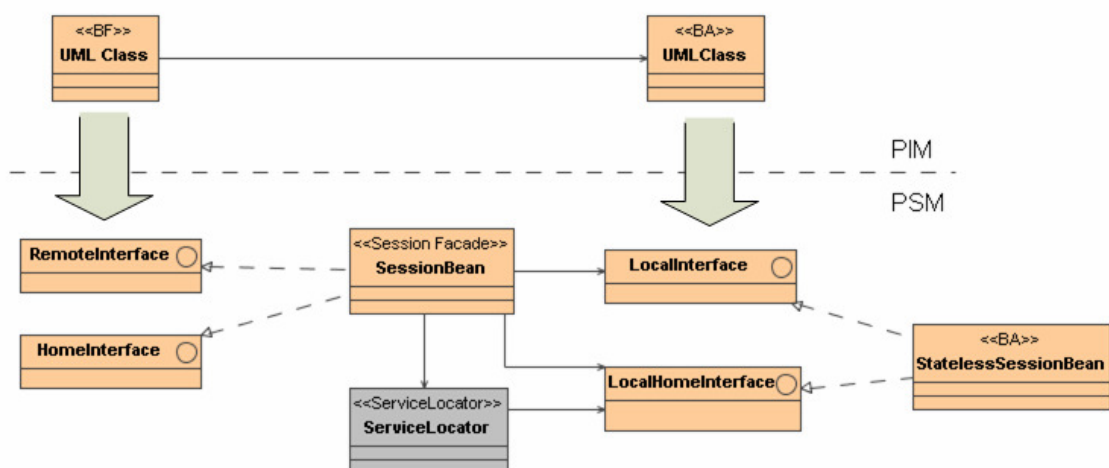 <<BF>>
UML Class
<<BA>>
UMLClass
PIM
PSM
RemoteInterface
<<Session Facade>>
SessionBean
LocalInterface
HomeInterface
<<BA>>
StatelessSessionBean
LocalHomeInterface
<<ServiceLocator>>
ServiceLocator